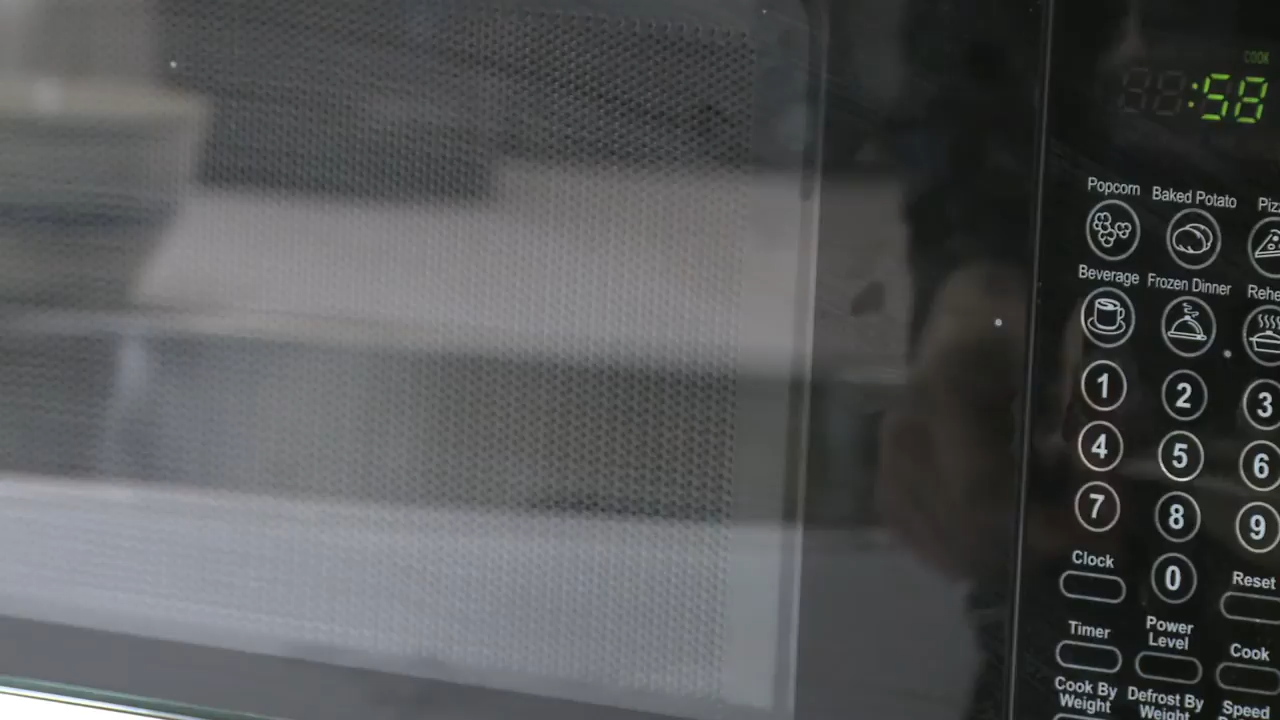 COOK
:58
Popcorn Baked Potato
Beverage Frozen Dinner
1 2 3
4 5 6
7 8 9
Clock 0 Reset
Timer Power Level Cook
Cook By Weight Defrost By Weight Speed